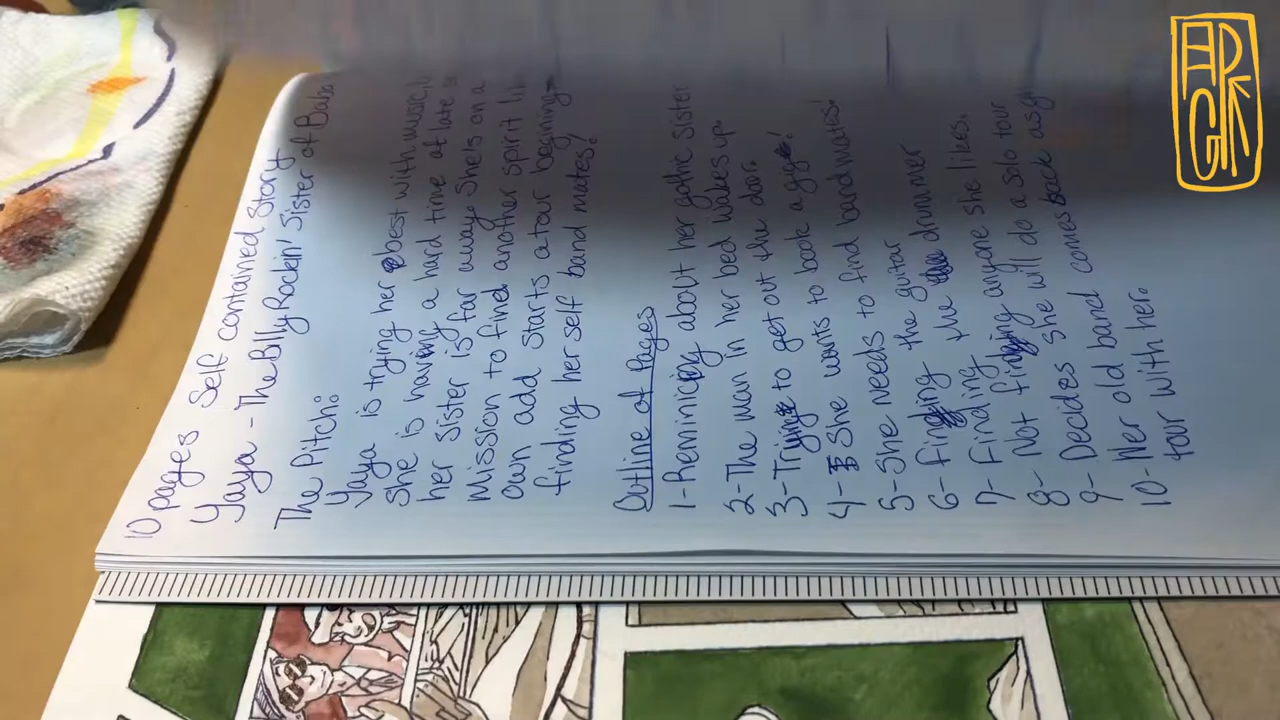 10 pages Self contained Story
Yaya - The Billy Rockin' Sister of Baba
The Pitch:
Yaya is trying her best with music,
She is having a hard time at late
her sister is far away. She's on a
Mission to find another spirit
own add starts a tour begining
finding her self band mates!
Outline of Pages
1- Reminicing about her gothic sister
2- The man in her bed wakes up.
3- Trying to get out the door.
4- She wants to book a gig!
5- She needs to find bandmates!
6- finding the guitar
7- Finding the drummer
8- Not finding anyone she likes.
9- Decides she will do a solo tour
10- Her old band comes back as
tour with her.